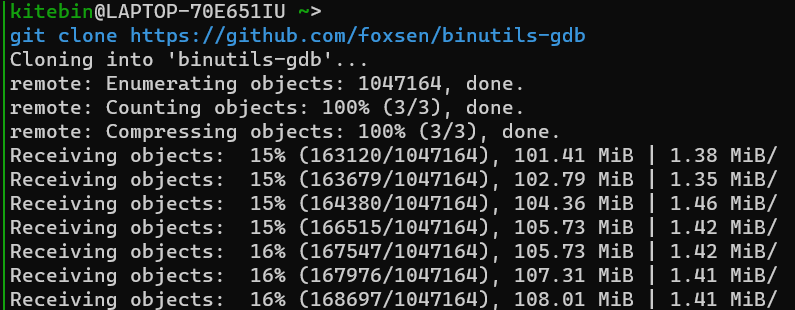 kitebin@LAPTOP-70E651IU ~>
git clone https://github.com/foxsen/binutils-gdb
Cloning into 'binutils-gdb'...
remote: Enumerating objects: 1047164, done.
remote: Counting objects: 100% (3/3), done.
remote: Compressing objects: 100% (3/3), done.
Receiving objects:  15% (163120/1047164), 101.41 MiB | 1.38 MiB/
Receiving objects:  15% (163679/1047164), 102.79 MiB | 1.35 MiB/
Receiving objects:  15% (164380/1047164), 104.36 MiB | 1.46 MiB/
Receiving objects:  15% (166515/1047164), 105.73 MiB | 1.42 MiB/
Receiving objects:  16% (167547/1047164), 105.73 MiB | 1.42 MiB/
Receiving objects:  16% (167976/1047164), 107.31 MiB | 1.41 MiB/
Receiving objects:  16% (168697/1047164), 108.01 MiB | 1.41 MiB/